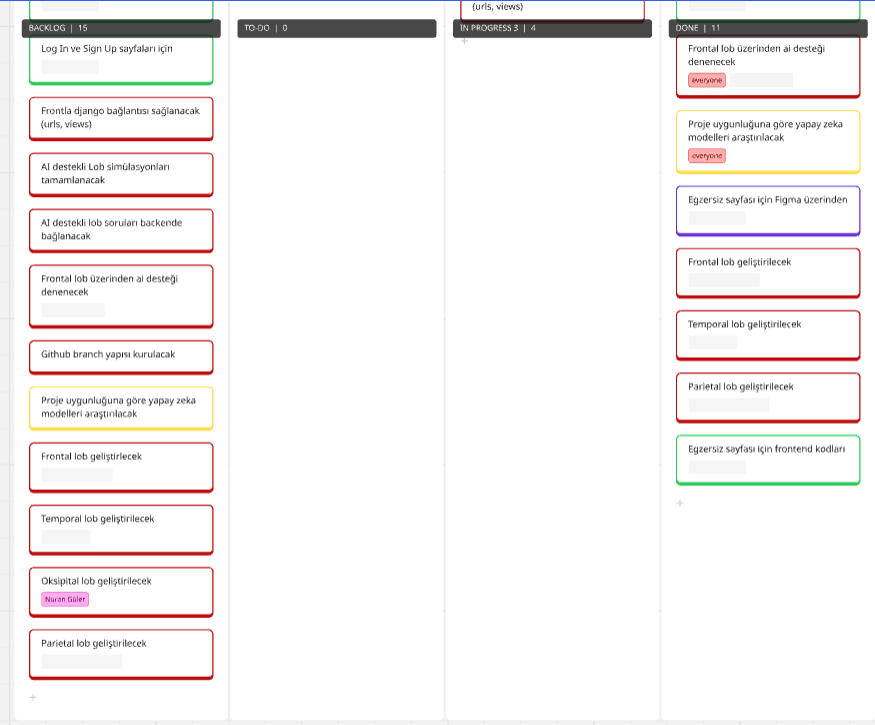 (urls, views)
BACKLOG | 15
TO-DO | 0
IN PROGRESS 3 | 4
DONE | 11
Log In ve Sign Up sayfaları için
Frontla django bağlantısı sağlanacak
(urls, views)
AI destekli Lob simülasyonları
tamamlanacak
AI destekli lob soruları backende
bağlanacak
Frontal lob üzerinden ai desteği
denenecek
Github branch yapısı kurulacak
Proje uygunluğuna göre yapay zeka
modelleri araştırılacak
Frontal lob geliştirlecek
Temporal lob geliştirilecek
Oksipital lob geliştirilecek
Nuran Güler
Parietal lob geliştirilecek
+
+
Frontal lob üzerinden ai desteği
denenecek
everyone
Proje uygunluğuna göre yapay zeka
modelleri araştırılacak
everyone
Egzersiz sayfası için Figma üzerinden
Frontal lob geliştirilecek
Temporal lob geliştirilecek
Parietal lob geliştirilecek
Egzersiz sayfası için frontend kodları
+